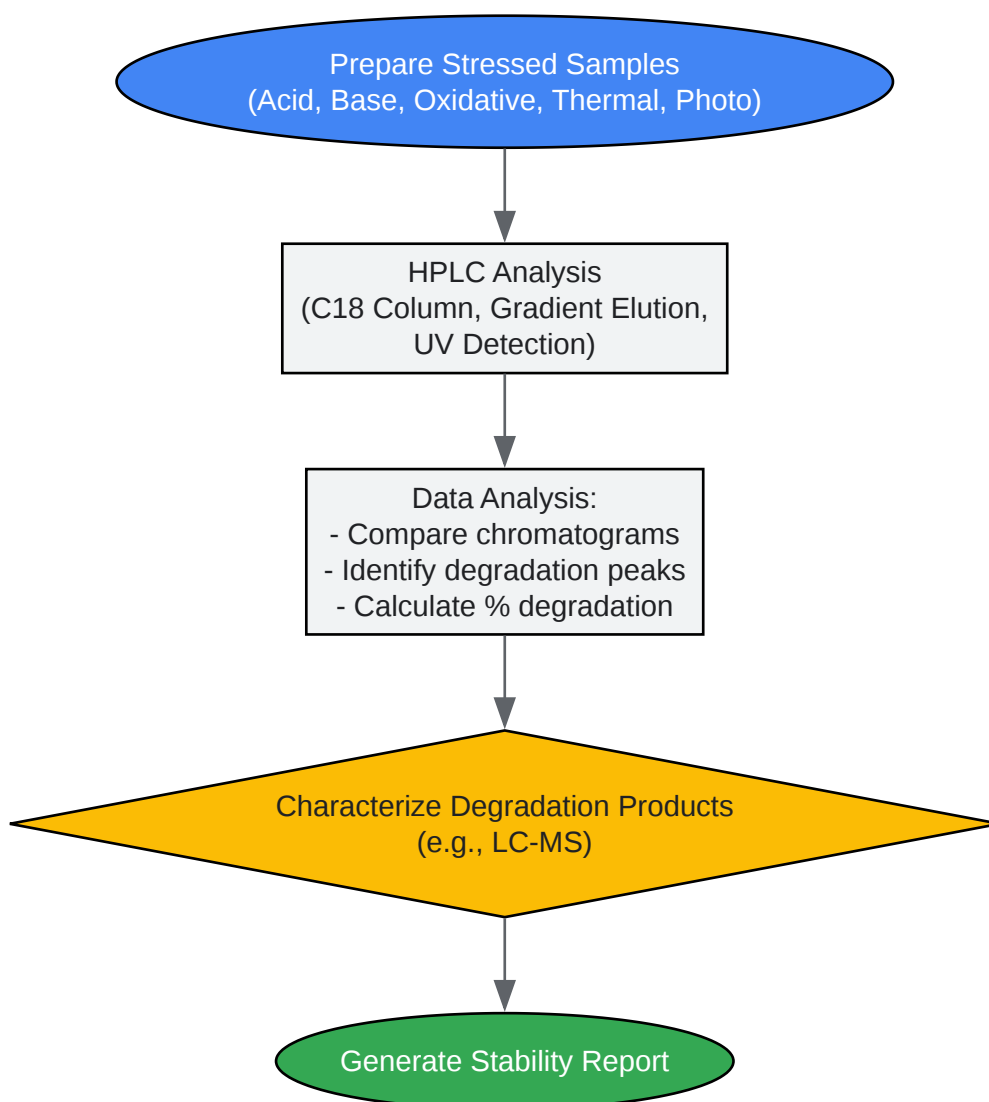 Prepare Stressed Samples
(Acid, Base, Oxidative, Thermal, Photo)
HPLC Analysis
(C18 Column, Gradient Elution,
UV Detection)
Data Analysis:
- Compare chromatograms
- Identify degradation peaks
- Calculate % degradation
Characterize Degradation Products
(e.g., LC-MS)
Generate Stability Report